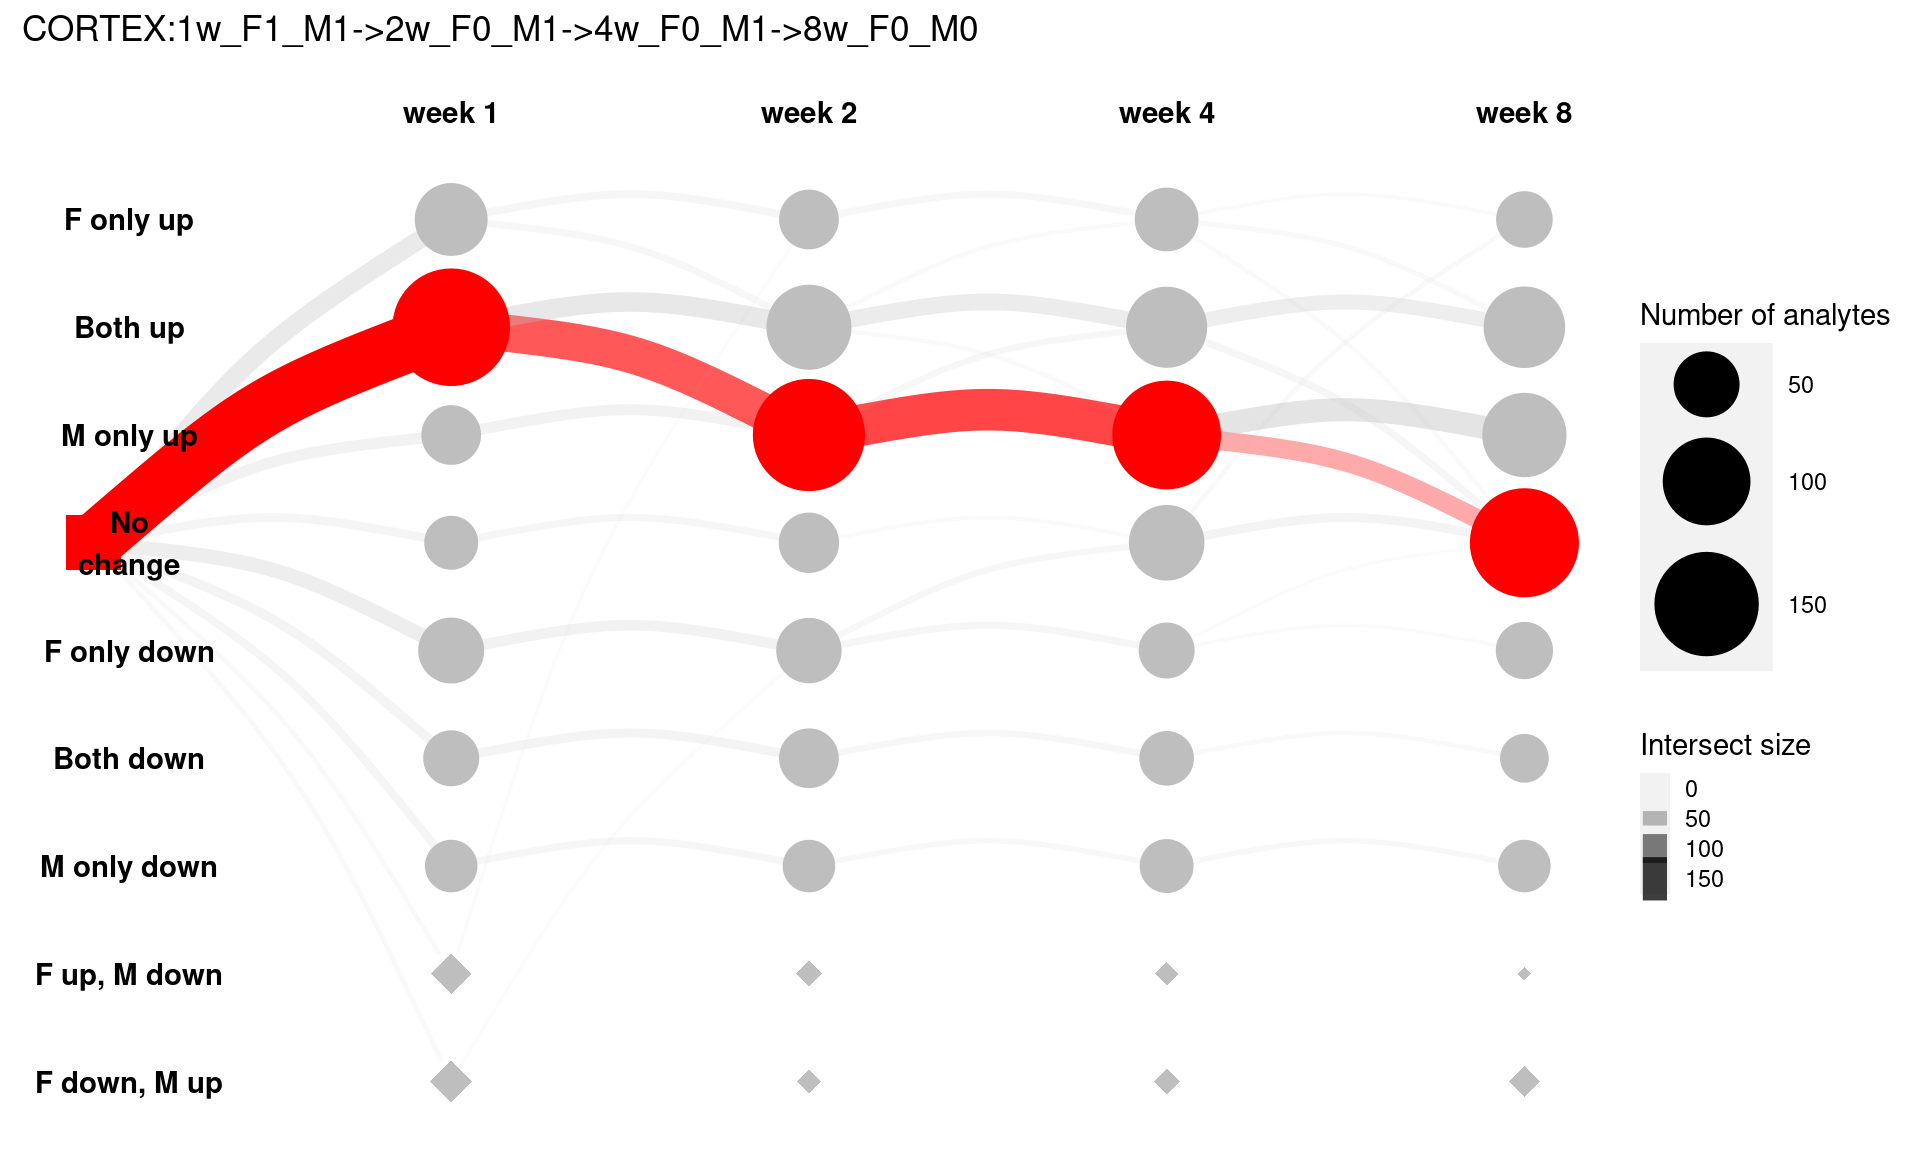 CORTEX:1w_F1_M1->2w_F0_M1->4w_F0_M1->8w_F0_M0
week 1
week 2
week 4
week 8
F only up
Both up
M only up
No
change
F only down
Both down
M only down
F up, M down
F down, M up
Number of analytes
50
100
150
Intersect size
0
50
100
150